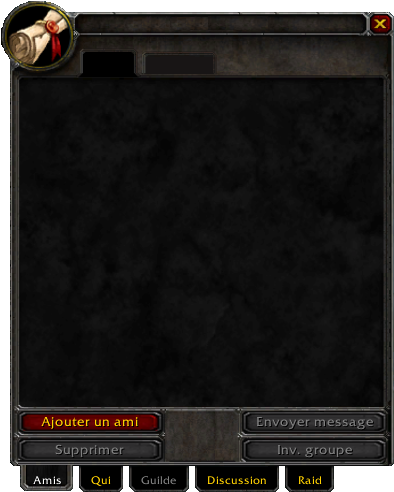 Ajouter un ami
Envoyer message
Supprimer
Inv. groupe
Amis
Qui
Guilde
Discussion
Raid